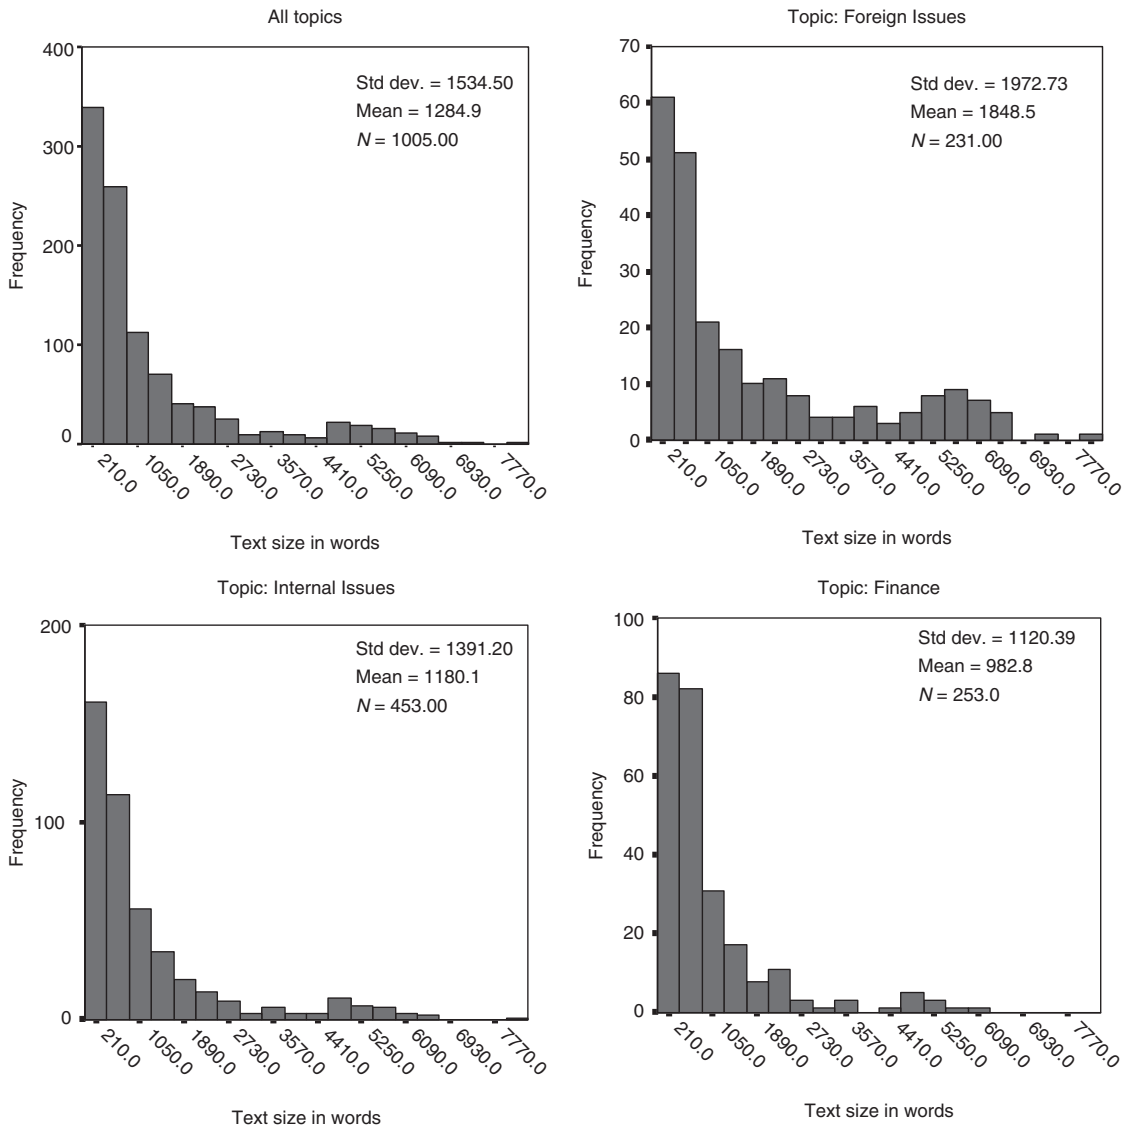 All topics
400
300
200
100
0
Frequency
Std dev. = 1534.50
Mean = 1284.9
N = 1005.00
210.0
1050.0
1890.0
2730.0
3570.0
4410.0
5250.0
6090.0
6930.0
7770.0
Text size in words
Topic: Foreign Issues
70
60
50
40
30
20
10
0
Frequency
Std dev. = 1972.73
Mean = 1848.5
N = 231.00
210.0
1050.0
1890.0
2730.0
3570.0
4410.0
5250.0
6090.0
6930.0
7770.0
Text size in words
Topic: Internal Issues
200
100
0
Frequency
Std dev. = 1391.20
Mean = 1180.1
N = 453.00
210.0
1050.0
1890.0
2730.0
3570.0
4410.0
5250.0
6090.0
6930.0
7770.0
Text size in words
Topic: Finance
100
80
60
40
20
0
Frequency
Std dev. = 1120.39
Mean = 982.8
N = 253.0
210.0
1050.0
1890.0
2730.0
3570.0
4410.0
5250.0
6090.0
6930.0
7770.0
Text size in words